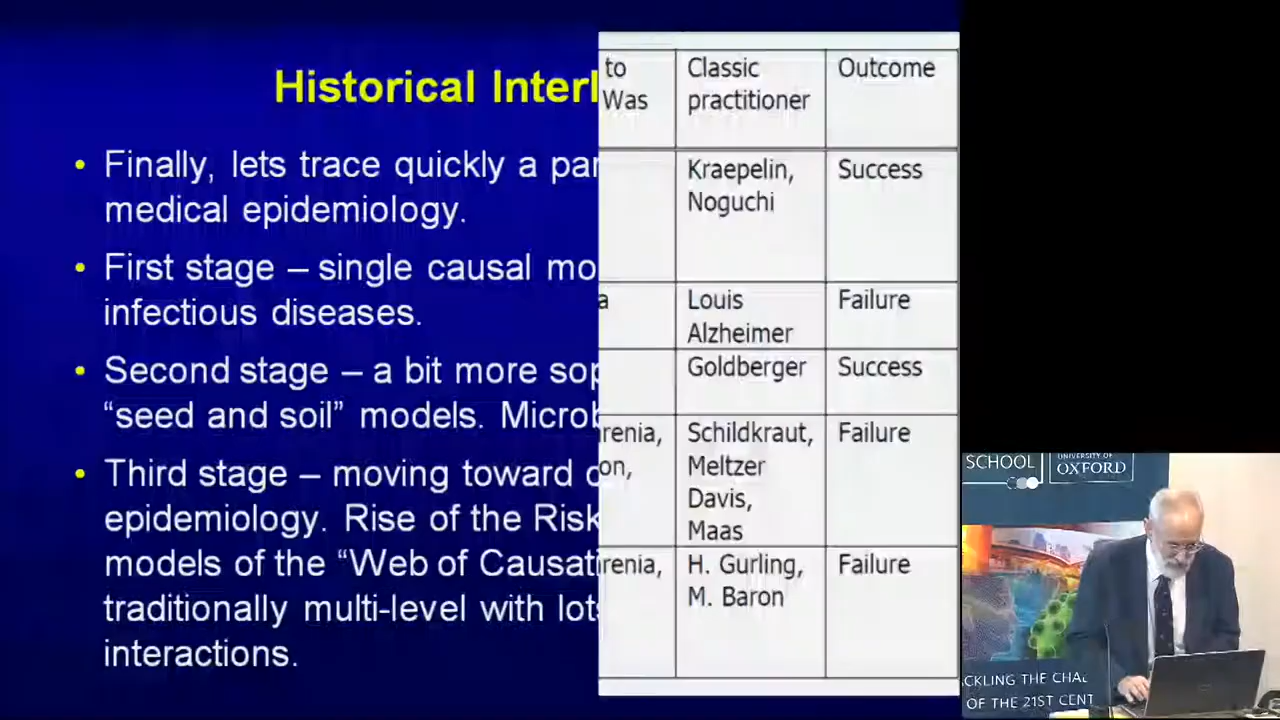 Historical Interl
• Finally, lets trace quickly a par
medical epidemiology.
• First stage – single causal mo
infectious diseases.
• Second stage – a bit more sop
“seed and soil” models. Microb
• Third stage – moving toward c
epidemiology. Rise of the Risk
models of the “Web of Causati
traditionally multi-level with lots
interactions.
to
Was
Classic
practitioner
Outcome
Kraepelin,
Noguchi
Success
a
Louis
Alzheimer
Failure
Goldberger
Success
renia,
on,
Schildkraut,
Meltzer
Davis,
Maas
Failure
renia,
H. Gurling,
M. Baron
Failure
SCHOOL
UNIVERSITY OF
OXFORD
CKLING THE CHAL
OF THE 21ST CENT